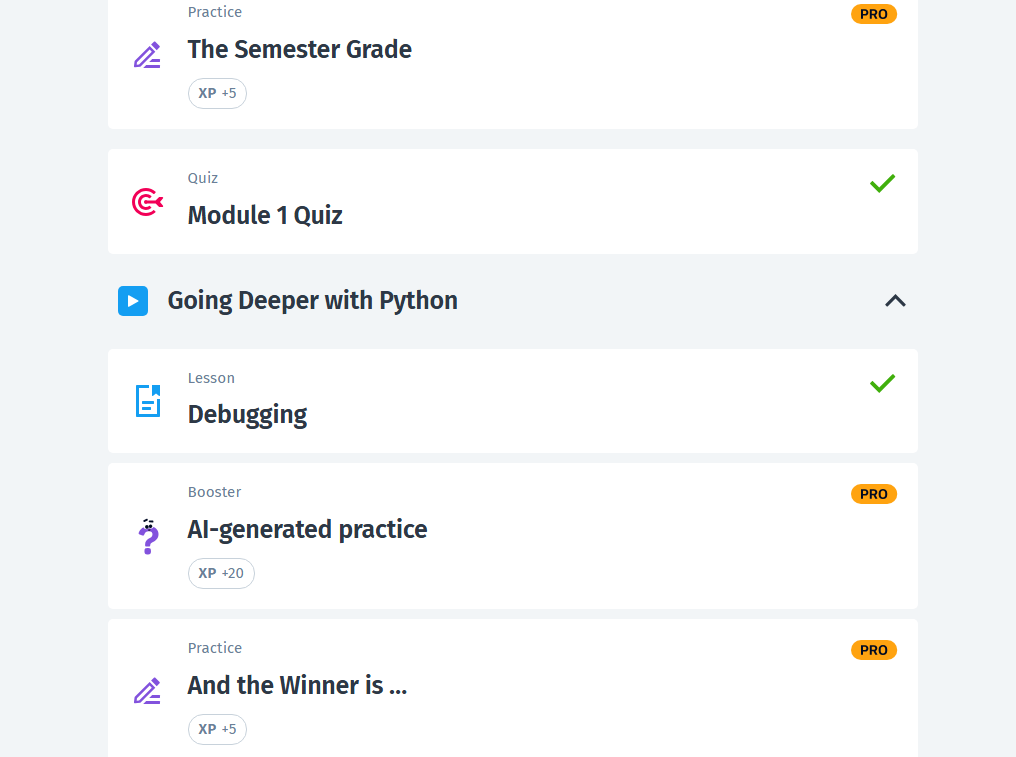 Practice
PRO
The Semester Grade
XP +5
Quiz
Module 1 Quiz
Going Deeper with Python
Lesson
Debugging
Booster
PRO
AI-generated practice
XP +20
Practice
PRO
And the Winner is ...
XP +5